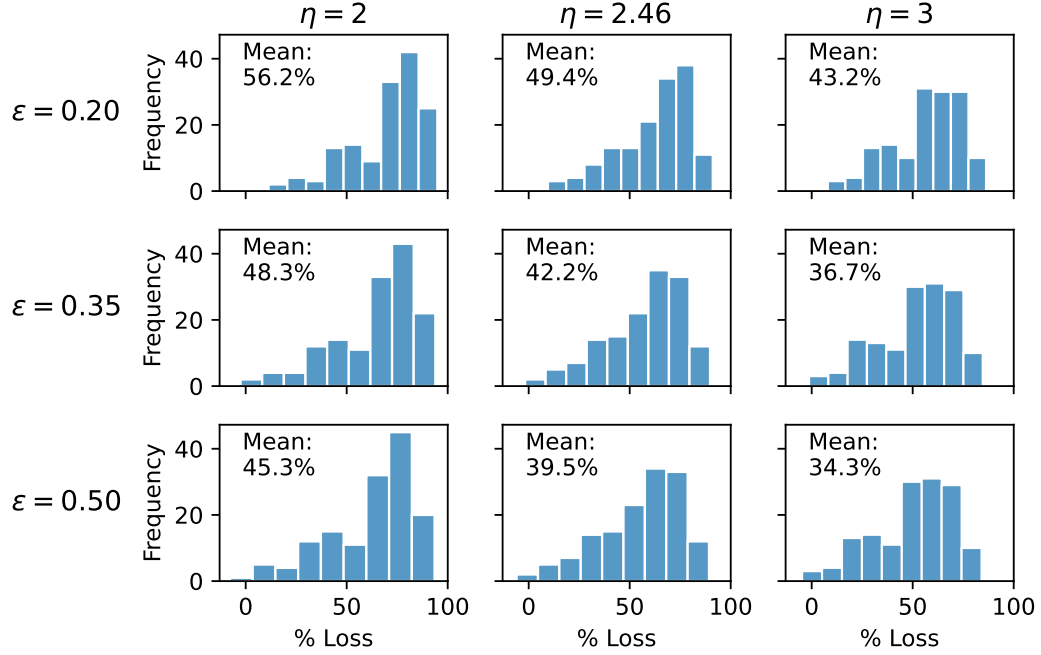 η = 2
η = 2.46
η = 3
ε = 0.20
Frequency
40
20
0
Mean:
56.2%
Mean:
49.4%
Mean:
43.2%
ε = 0.35
Frequency
40
20
0
Mean:
48.3%
Mean:
42.2%
Mean:
36.7%
ε = 0.50
Frequency
40
20
0
Mean:
45.3%
Mean:
39.5%
Mean:
34.3%
0 50 100
0 50 100
0 50 100
% Loss
% Loss
% Loss